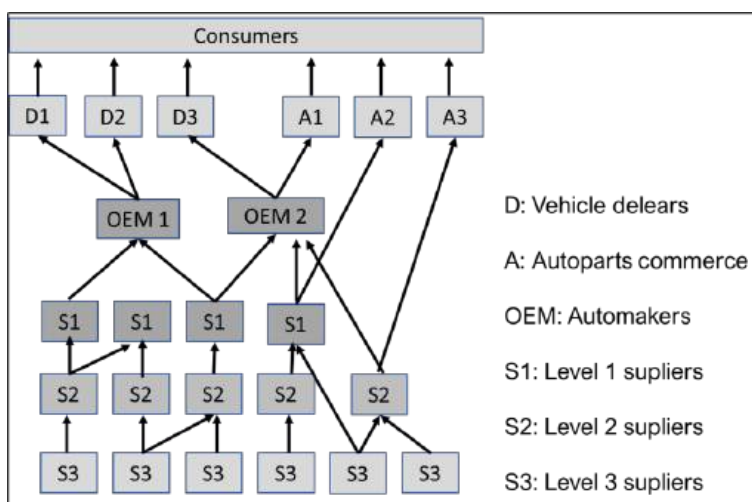 Consumers
D1 D2 D3 A1 A2 A3
OEM 1 OEM 2
S1 S1 S1 S1
S2 S2 S2 S2 S2
S3 S3 S3 S3 S3 S3
D: Vehicle delears
A: Autoparts commerce
OEM: Automakers
S1: Level 1 supliers
S2: Level 2 supliers
S3: Level 3 supliers